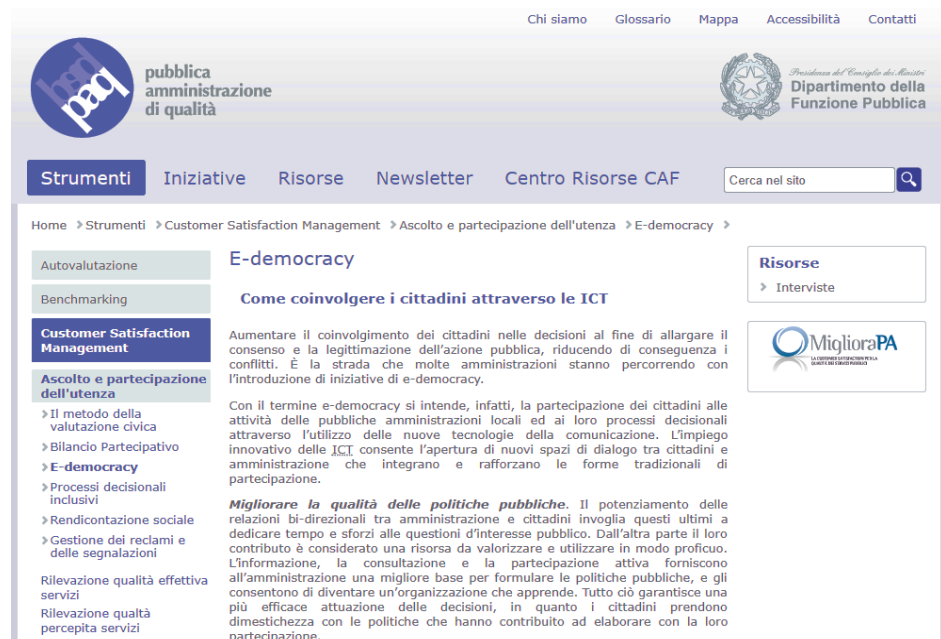 Chi siamo Glossario Mappa Accessibilità Contatti
paq
pubblica
amministrazione
di qualità
Presidenza del Consiglio dei Ministri
Dipartimento della
Funzione Pubblica
Strumenti Iniziative Risorse Newsletter Centro Risorse CAF Cerca nel sito
Home Strumenti Customer Satisfaction Management Ascolto e partecipazione dell'utenza E-democracy
Autovalutazione
Benchmarking
Customer Satisfaction
Management
Ascolto e partecipazione
dell'utenza
Il metodo della
valutazione civica
Bilancio Partecipativo
E-democracy
Processi decisionali
inclusivi
Rendicontazione sociale
Gestione dei reclami e
delle segnalazioni
Rilevazione qualità effettiva
servizi
Rilevazione qualtà
percepita servizi
E-democracy
Come coinvolgere i cittadini attraverso le ICT
Aumentare il coinvolgimento dei cittadini nelle decisioni al fine di allargare il
consenso e la legittimazione dell'azione pubblica, riducendo di conseguenza i
conflitti. È la strada che molte amministrazioni stanno percorrendo con
l'introduzione di iniziative di e-democracy.
Con il termine e-democracy si intende, infatti, la partecipazione dei cittadini alle
attività delle pubbliche amministrazioni locali ed ai loro processi decisionali
attraverso l'utilizzo delle nuove tecnologie della comunicazione. L'impiego
innovativo delle ICT consente l'apertura di nuovi spazi di dialogo tra cittadini e
amministrazione che integrano e rafforzano le forme tradizionali di
partecipazione.
Migliorare la qualità delle politiche pubbliche. Il potenziamento delle
relazioni bi-direzionali tra amministrazione e cittadini invoglia questi ultimi a
dedicare tempo e sforzi alle questioni d'interesse pubblico. Dall'altra parte il loro
contributo è considerato una risorsa da valorizzare e utilizzare in modo proficuo.
L'informazione, la consultazione e la partecipazione attiva forniscono
all'amministrazione una migliore base per formulare le politiche pubbliche, e gli
consentono di diventare un'organizzazione che apprende. Tutto ciò garantisce una
più efficace attuazione delle decisioni, in quanto i cittadini prendono
dimestichezza con le politiche che hanno contribuito ad elaborare con la loro
partecipazione.
Risorse
Interviste
MiglioraPA
LA CUSTOMER SATISFACTION PER LA
QUALITÀ DEI SERVIZI PUBBLICI